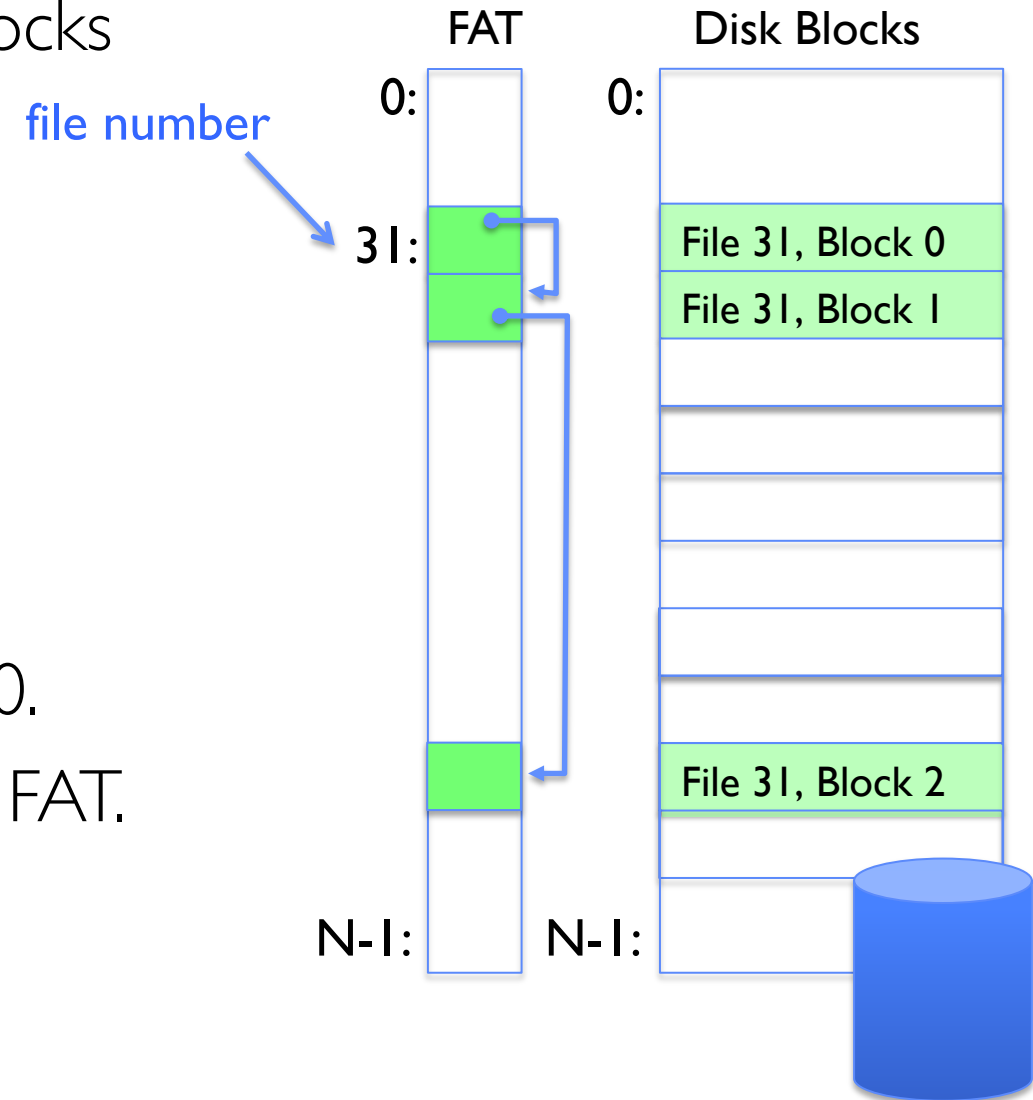 ocks
FAT Disk Blocks
0: 0:
file number
31: File 31, Block 0
File 31, Block 1
0.
FAT.
File 31, Block 2
N-1: N-1: